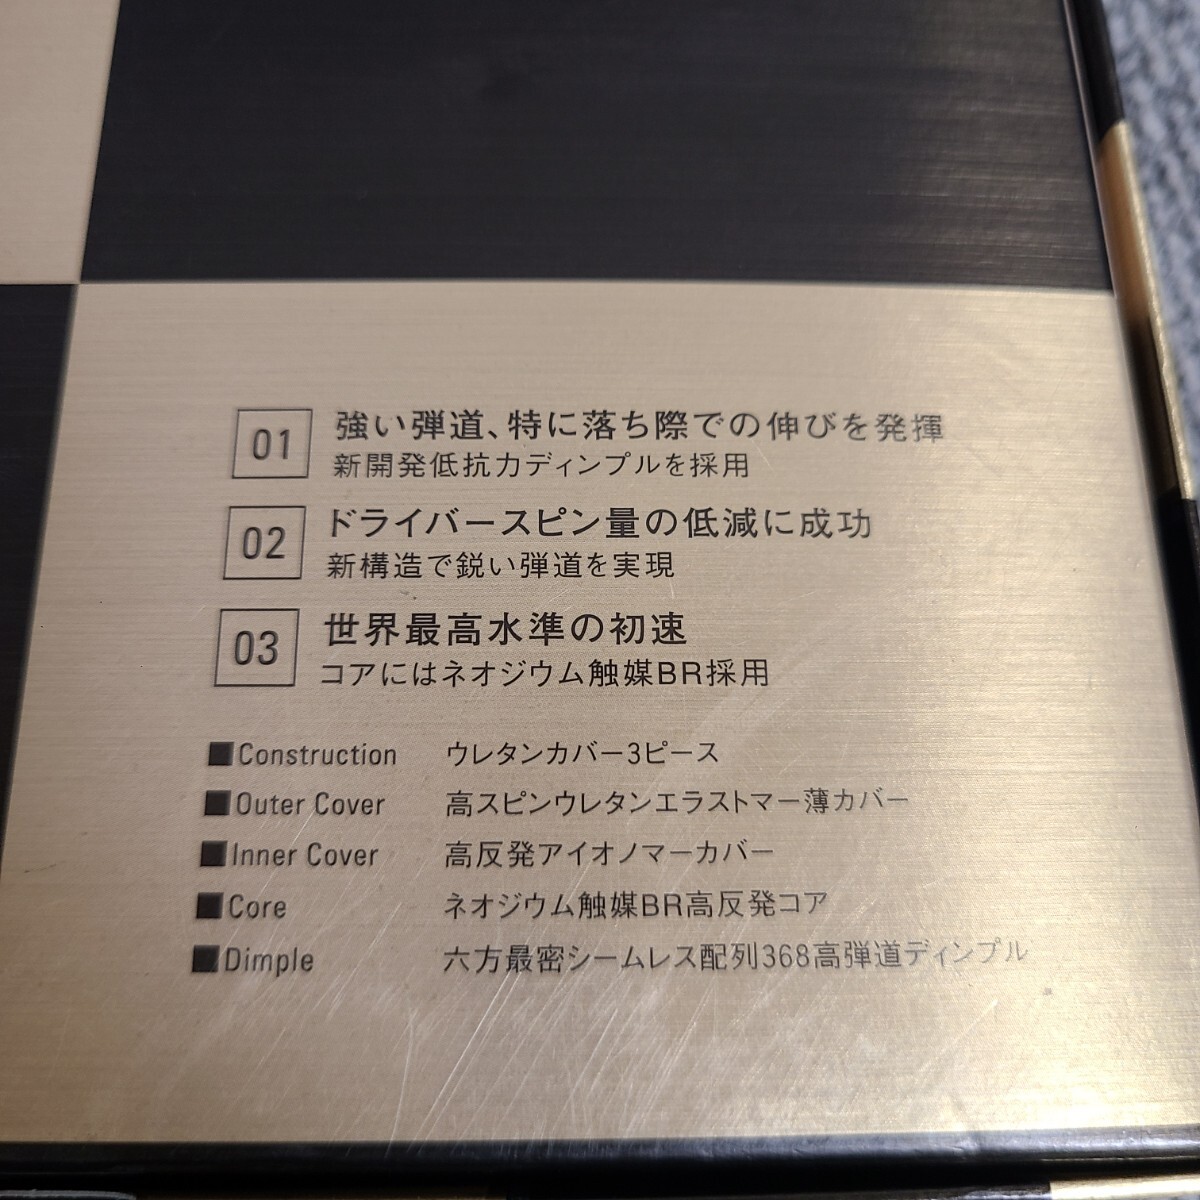 01 強い弾道、特に落ち際での伸びを発揮
新開発低抗力ディンプルを採用
02 ドライバースピン量の低減に成功
新構造で鋭い弾道を実現
03 世界最高水準の初速
コアにはネオジウム触媒BR採用
■Construction ウレタンカバー3ピース
■Outer Cover 高スピンウレタンエラストマー薄カバー
■Inner Cover 高反発アイオノマーカバー
■Core ネオジウム触媒BR高反発コア
■Dimple 六方最密シームレス配列368高弾道ディンプル